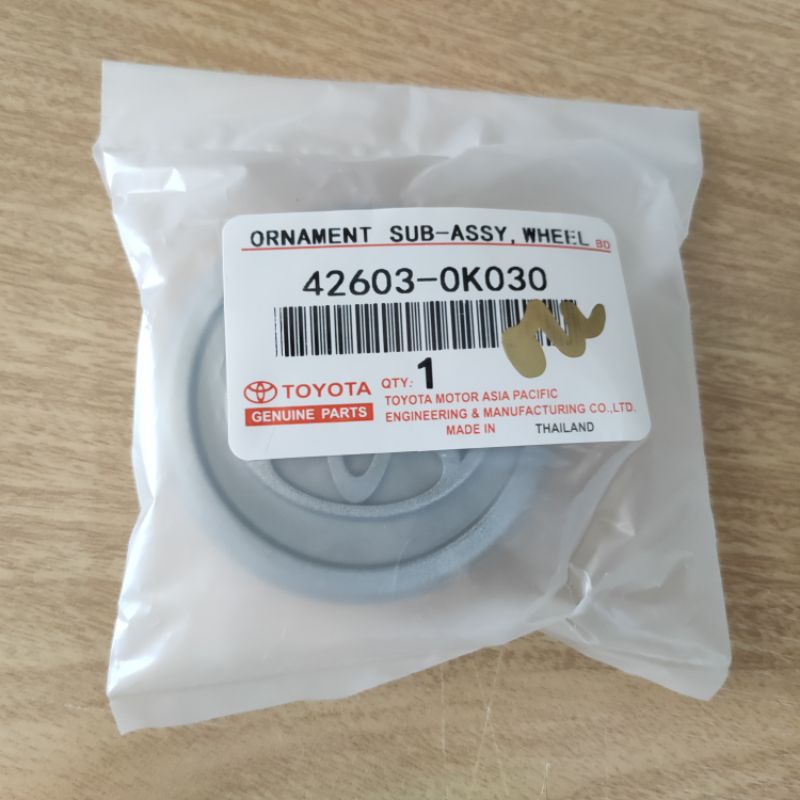 ORNAMENT SUB-ASSY, WHEEL BD
42603-0K030
TOYOTA QTY: 1
GENUINE PARTS
TOYOTA MOTOR ASIA PACIFIC
ENGINEERING & MANUFACTURING CO.,LTD.
MADE IN THAILAND